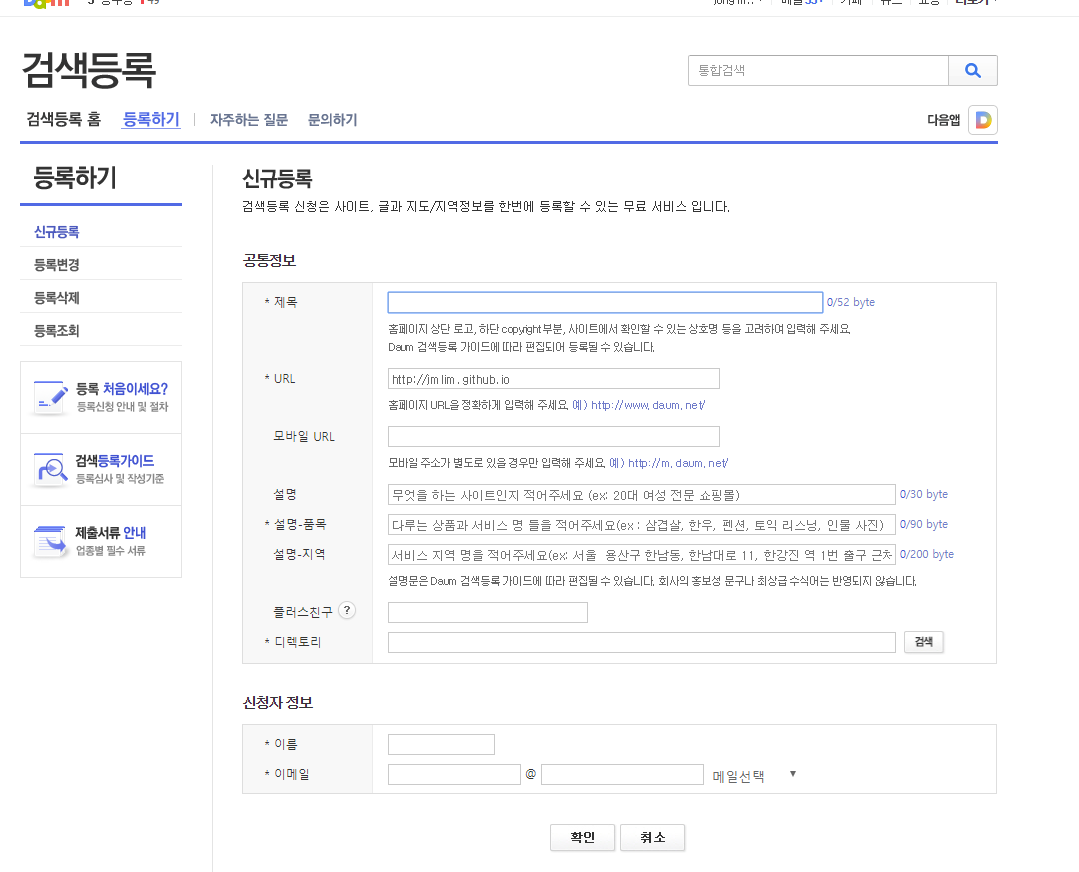 검색등록
통합검색
검색등록 홈 등록하기 자주하는 질문 문의하기 다음앱
등록하기
신규등록
등록변경
등록삭제
등록조회
등록 처음이세요?
등록신청 안내 및 절차
검색등록가이드
등록심사 및 작성기준
제출서류 안내
업종별 필수 서류
신규등록
검색등록 신청은 사이트, 글과 지도/지역정보를 한번에 등록할 수 있는 무료 서비스 입니다.
공통정보
* 제목 0/52 byte
홈페이지 상단 로고, 하단 copyright 부분, 사이트에서 확인할 수 있는 상호명 등을 고려하여 입력해 주세요.
Daum 검색등록 가이드에 따라 편집되어 등록될 수 있습니다.
* URL http://jmlim.github.io
홈페이지 URL을 정확하게 입력해 주세요. 예) http://www.daum.net/
모바일 URL
모바일 주소가 별도로 있을 경우만 입력해 주세요. 예) http://m.daum.net/
설명 무엇을 하는 사이트인지 적어주세요 (ex: 20대 여성 전문 쇼핑몰) 0/30 byte
* 설명-품목 다루는 상품과 서비스 명 들을 적어주세요(ex : 삼겹살, 한우, 펜션, 토익 리스닝, 인물 사진) 0/90 byte
설명-지역 서비스 지역 명을 적어주세요(ex: 서울 용산구 한남동, 한남대로 11, 한강진 역 1번 출구 근처 0/200 byte
설명문은 Daum 검색등록 가이드에 따라 편집될 수 있습니다. 회사의 홍보성 문구나 최상급 수식어는 반영되지 않습니다.
플러스친구 ?
* 디렉토리 검색
신청자 정보
* 이름
* 이메일 @ 메일선택 ▼
확인 취소